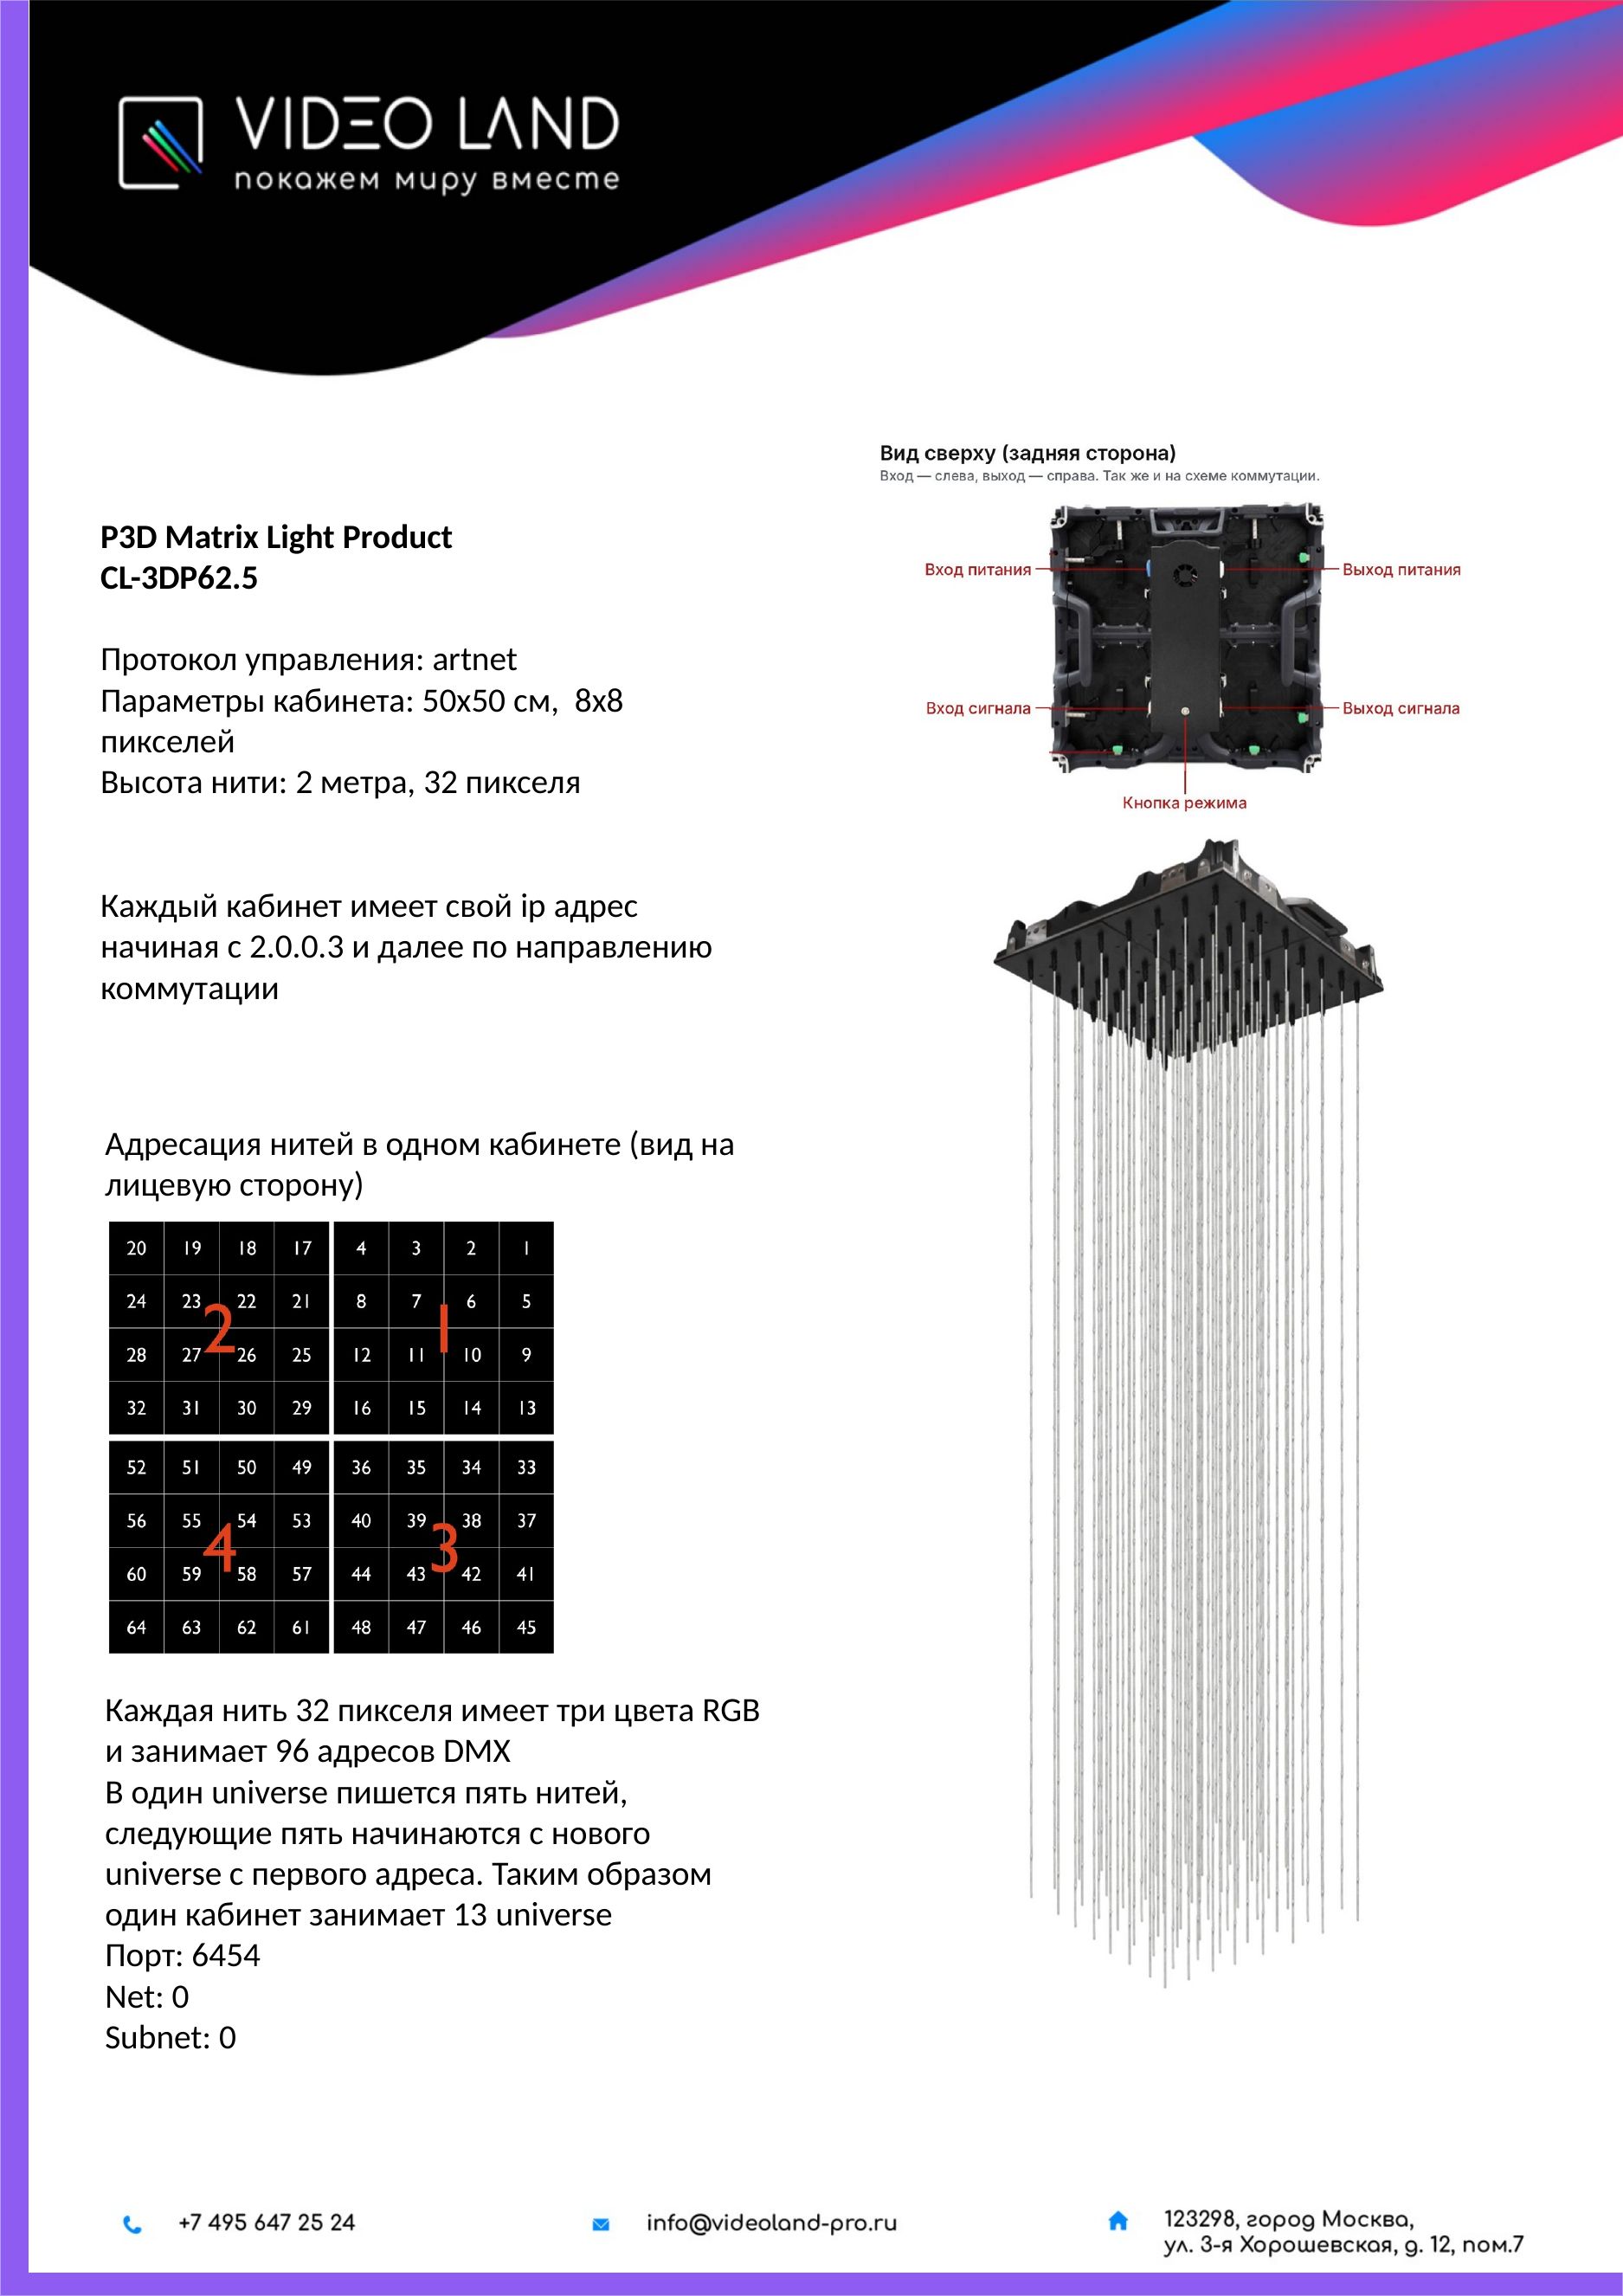 VIDEO LAND
покажем миру вместе
Вид сверху (задняя сторона)
Вход — слева, выход — справа. Так же и на схеме коммутации.
Вход питания
Выход питания
Вход сигнала
Выход сигнала
Кнопка режима
P3D Matrix Light Product
CL-3DP62.5
Протокол управления: artnet
Параметры кабинета: 50x50 см, 8x8
пикселей
Высота нити: 2 метра, 32 пикселя
Каждый кабинет имеет свой ip адрес
начиная с 2.0.0.3 и далее по направлению
коммутации
Адресация нитей в одном кабинете (вид на
лицевую сторону)
20 19 18 17 4 3 2 1
24 23 22 21 8 7 6 5
2 1
28 27 26 25 12 11 10 9
32 31 30 29 16 15 14 13
52 51 50 49 36 35 34 33
56 55 54 53 40 39 38 37
4 3
60 59 58 57 44 43 42 41
64 63 62 61 48 47 46 45
Каждая нить 32 пикселя имеет три цвета RGB
и занимает 96 адресов DMX
В один universe пишется пять нитей,
следующие пять начинаются с нового
universe с первого адреса. Таким образом
один кабинет занимает 13 universe
Порт: 6454
Net: 0
Subnet: 0
+7 495 647 25 24
info@videoland-pro.ru
123298, город Москва,
ул. 3-я Хорошевская, д. 12, пом.7